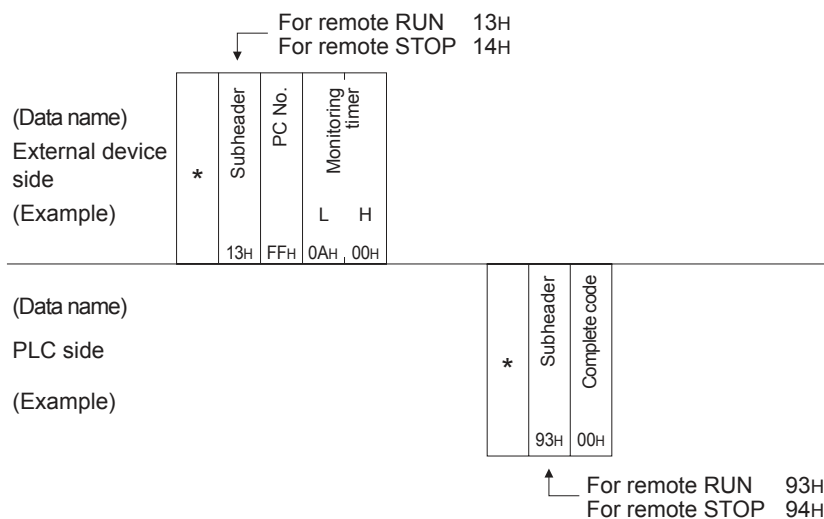 For remote RUN 13H
For remote STOP 14H
(Data name)
External device
side
(Example)
*
Subheader
PC No.
Monitoring
timer
L H
13H FFH 0AH 00H
(Data name)
PLC side
(Example)
*
Subheader
Complete code
93H 00H
For remote RUN 93H
For remote STOP 94H